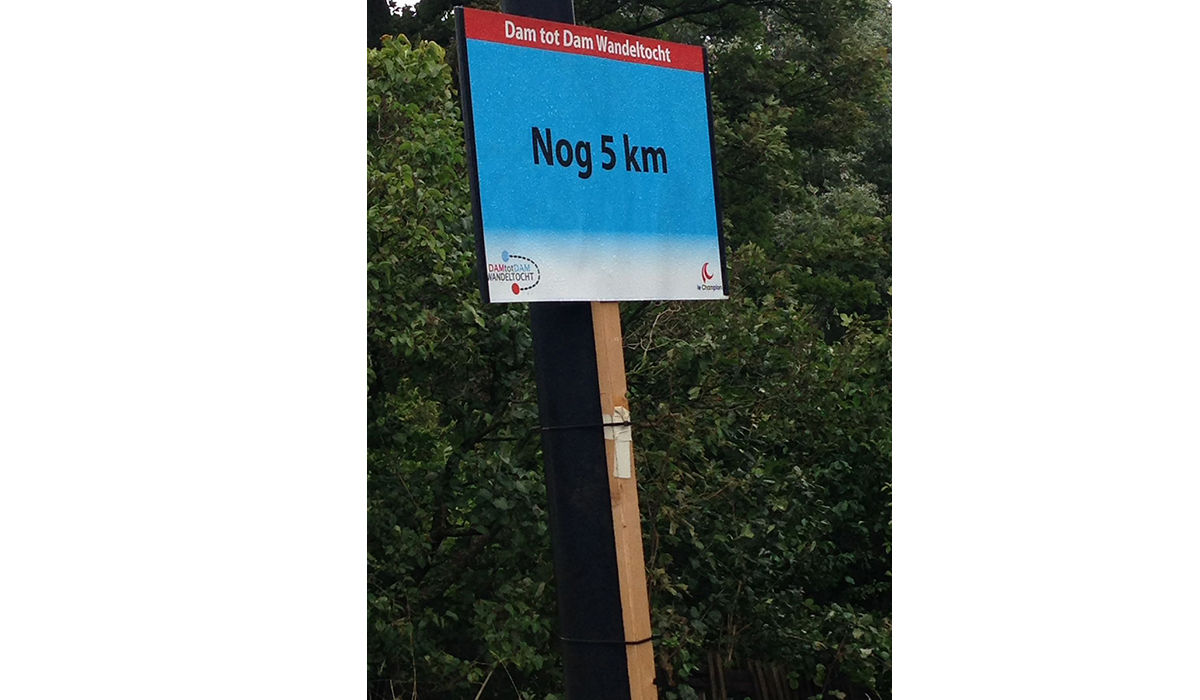 Dam tot Dam Wandeltocht
Nog 5 km
DAMtotDAM
WANDELTOCHT
le Champion